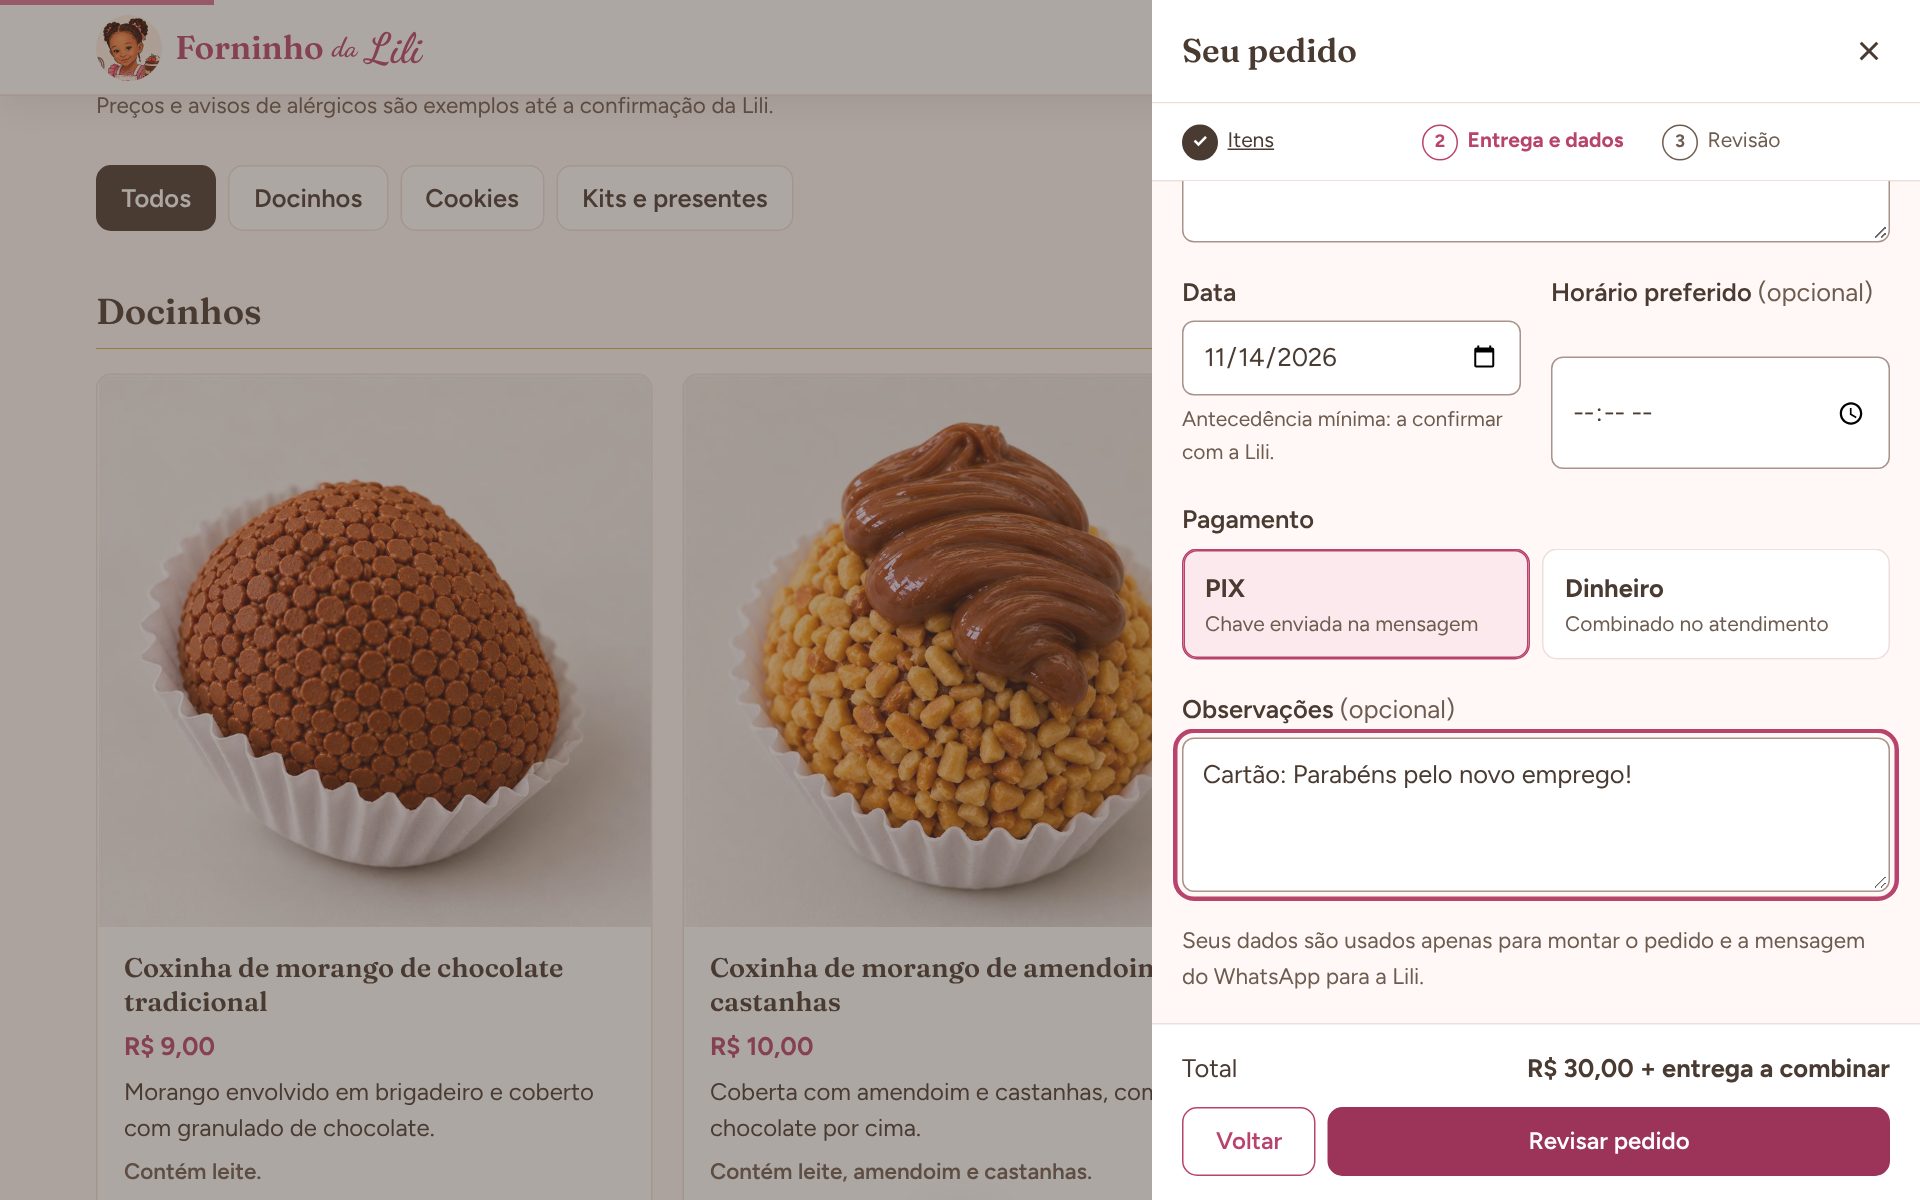 Forninho da Lili
Preços e avisos de alérgicos são exemplos até a confirmação da Lili.
Todos
Docinhos
Cookies
Kits e presentes
Docinhos
Coxinha de morango de chocolate
tradicional
R$ 9,00
Morango envolvido em brigadeiro e coberto
com granulado de chocolate.
Contém leite.
Coxinha de morango de amendoim
castanhas
R$ 10,00
Coberta com amendoim e castanhas,
chocolate por cima.
Contém leite, amendoim e castanhas.
Seu pedido
Itens
2 Entrega e dados
3 Revisão
Data
11/14/2026
Antecedência mínima: a confirmar
com a Lili.
Horário preferido (opcional)
--:-- --
Pagamento
PIX
Chave enviada na mensagem
Dinheiro
Combinado no atendimento
Observações (opcional)
Cartão: Parabéns pelo novo emprego!
Seus dados são usados apenas para montar o pedido e a mensagem
do WhatsApp para a Lili.
Total
R$ 30,00 + entrega a combinar
Voltar
Revisar pedido